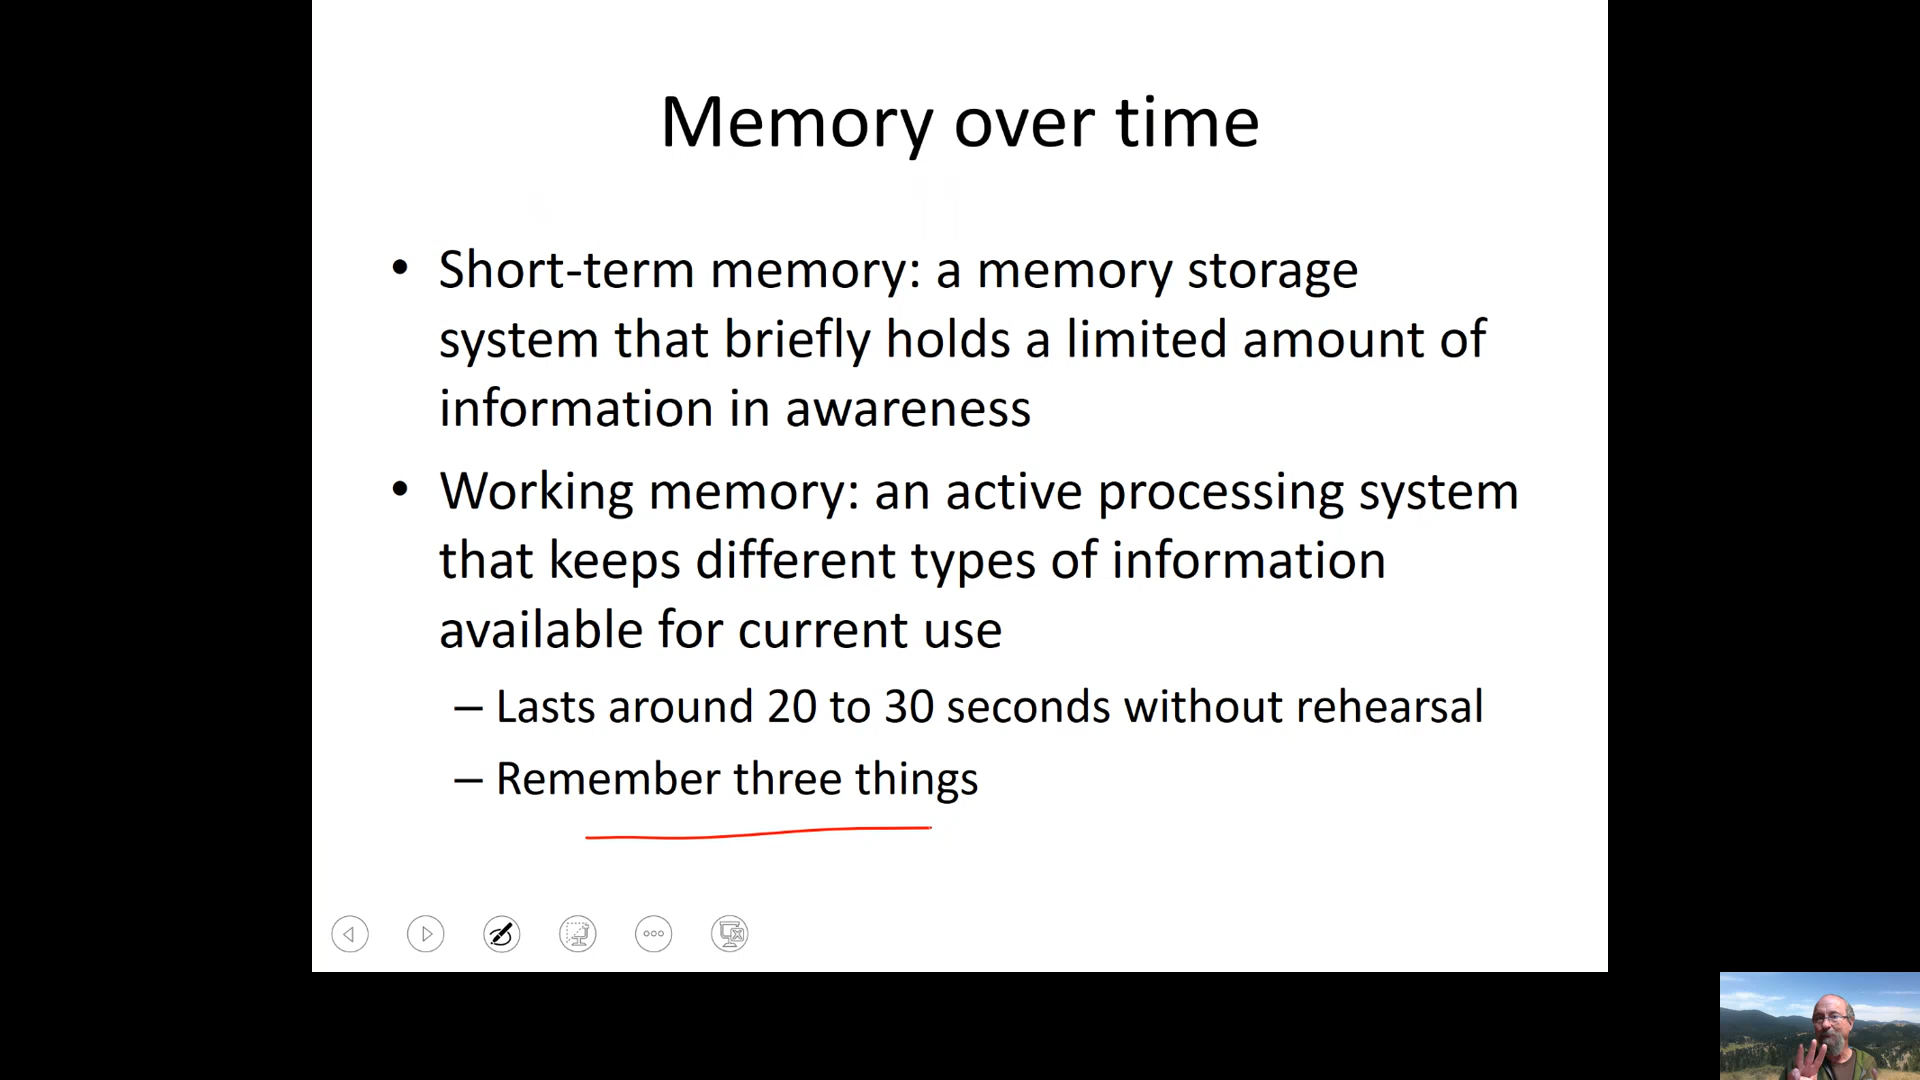 Memory over time
• Short-term memory: a memory storage
system that briefly holds a limited amount of
information in awareness
• Working memory: an active processing system
that keeps different types of information
available for current use
– Lasts around 20 to 30 seconds without rehearsal
– Remember three things